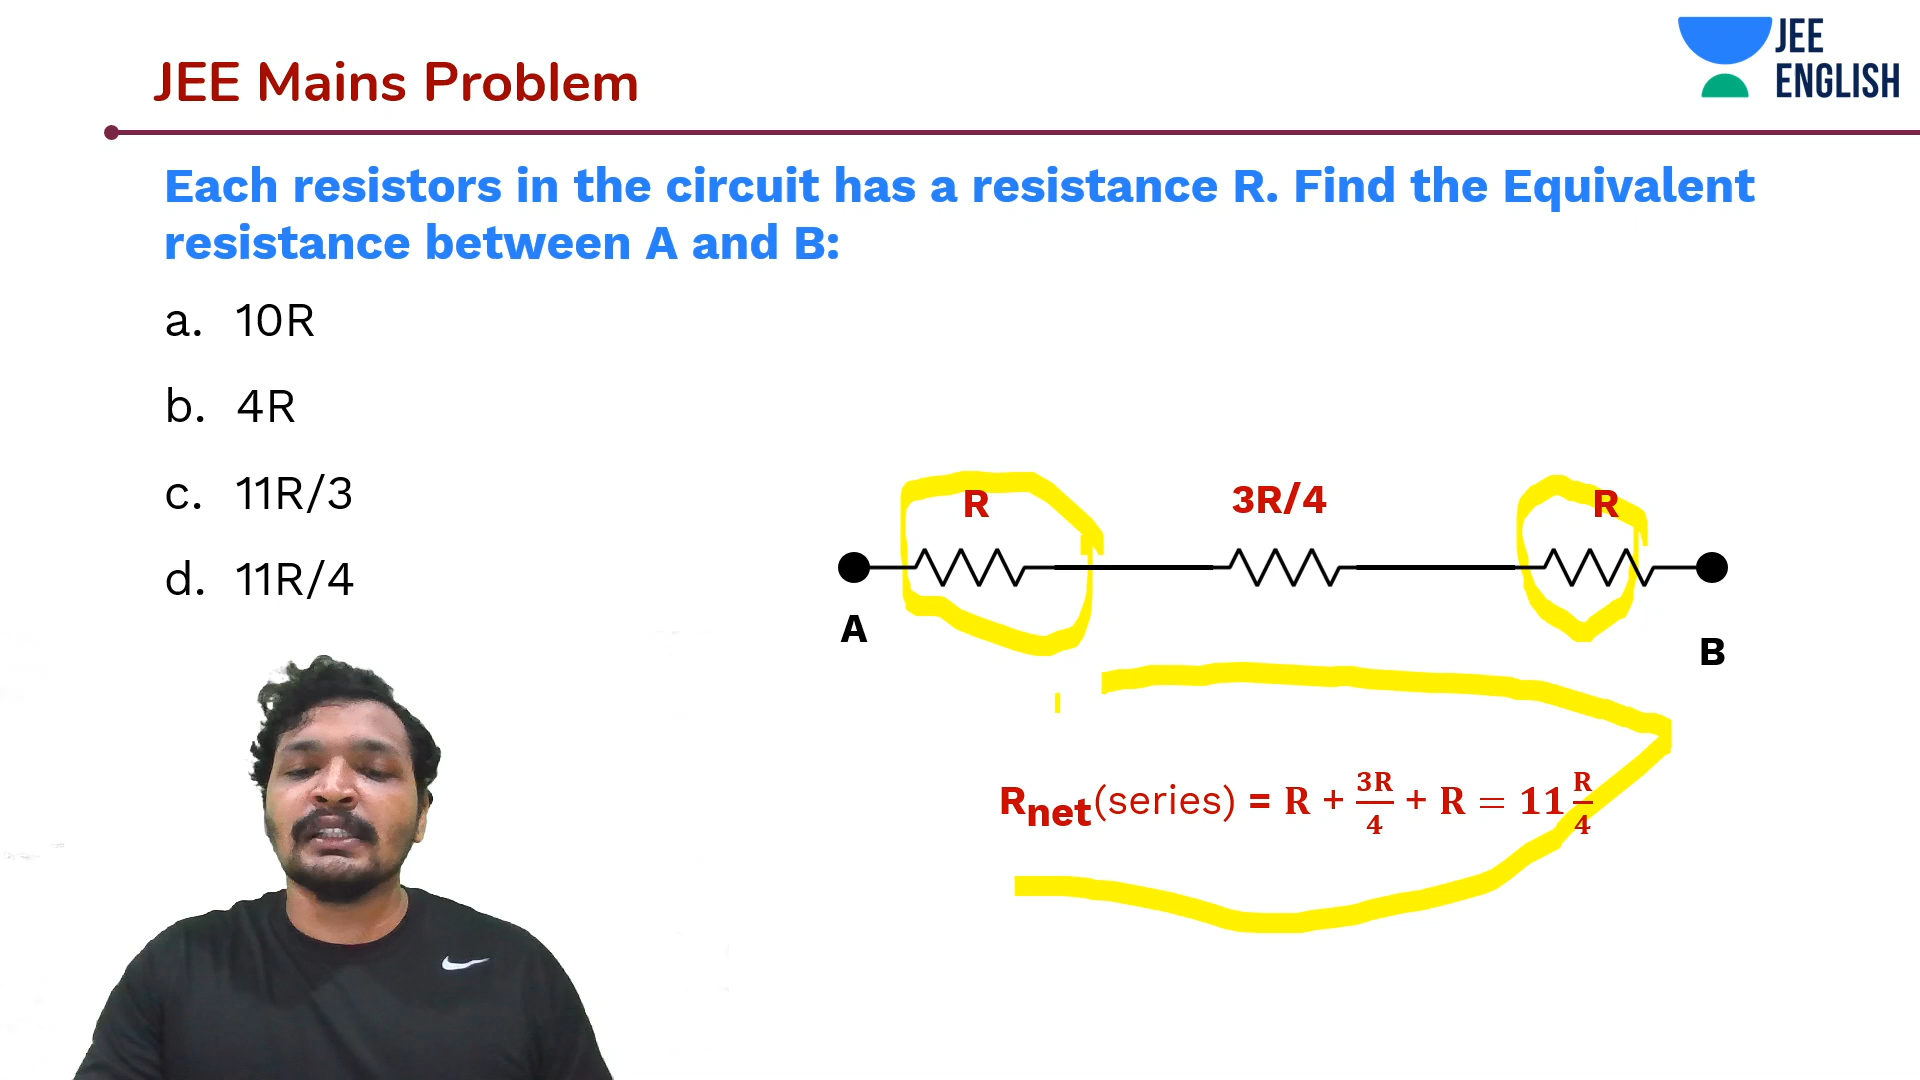 JEE Mains Problem
JEE
ENGLISH
Each resistors in the circuit has a resistance R. Find the Equivalent
resistance between A and B:
a. 10R
b. 4R
c. 11R/3
d. 11R/4
R 3R/4 R
A
B
Rnet(series) = R + 3R/4 + R = 11 R/4